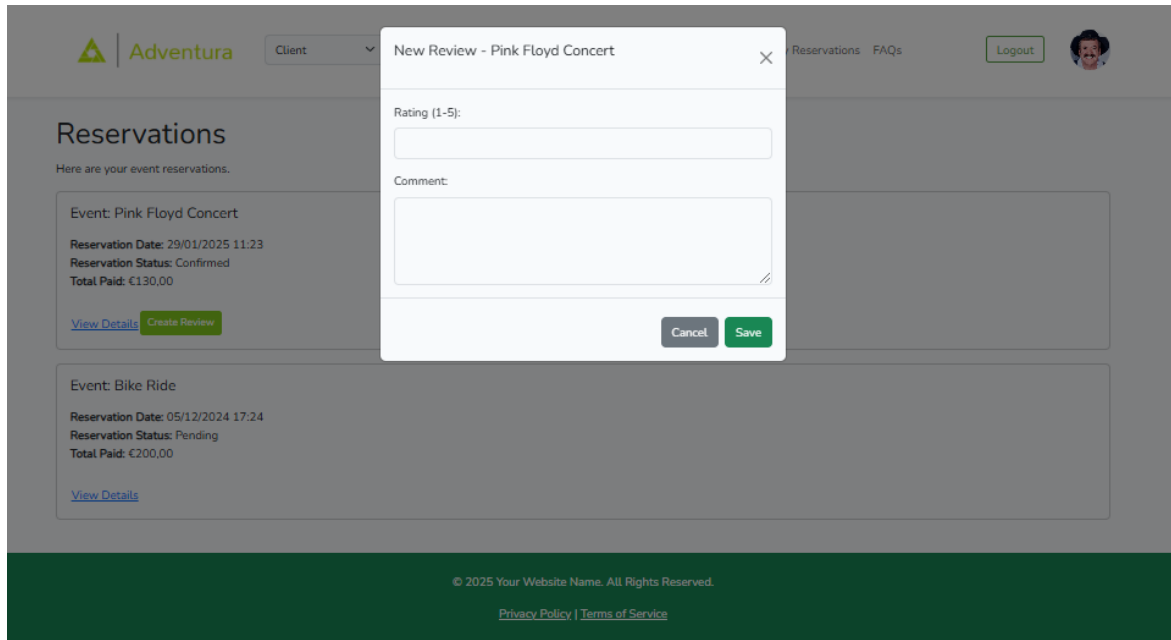 Adventura
Client
Reservations FAQs
Logout
New Review - Pink Floyd Concert
Rating (1-5):
Comment:
Cancel Save
Reservations
Here are your event reservations.
Event: Pink Floyd Concert
Reservation Date: 29/01/2025 11:23
Reservation Status: Confirmed
Total Paid: €130,00
View Details Create Review
Event: Bike Ride
Reservation Date: 05/12/2024 17:24
Reservation Status: Pending
Total Paid: €200,00
View Details
© 2025 Your Website Name. All Rights Reserved.
Privacy Policy | Terms of Service